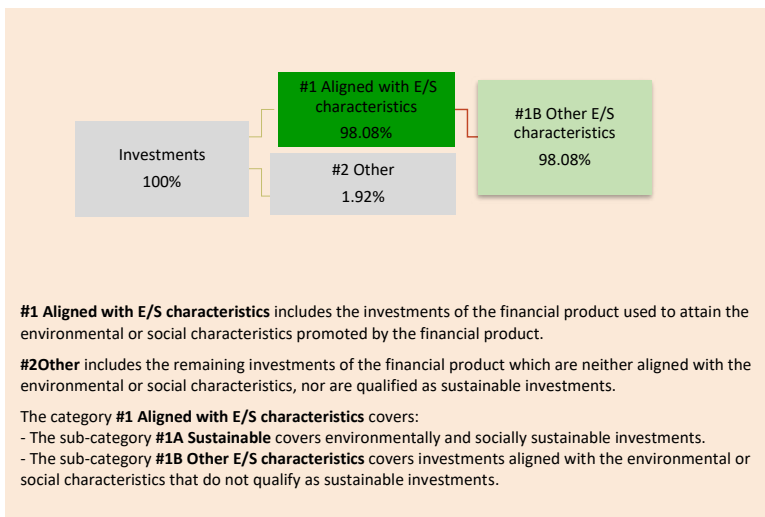 #1 Aligned with E/S
characteristics
98.08%
#1B Other E/S
characteristics
98.08%
Investments
100%
#2 Other
1.92%
#1 Aligned with E/S characteristics includes the investments of the financial product used to attain the
environmental or social characteristics promoted by the financial product.
#2Other includes the remaining investments of the financial product which are neither aligned with the
environmental or social characteristics, nor are qualified as sustainable investments.
The category #1 Aligned with E/S characteristics covers:
- The sub-category #1A Sustainable covers environmentally and socially sustainable investments.
- The sub-category #1B Other E/S characteristics covers investments aligned with the environmental or
social characteristics that do not qualify as sustainable investments.